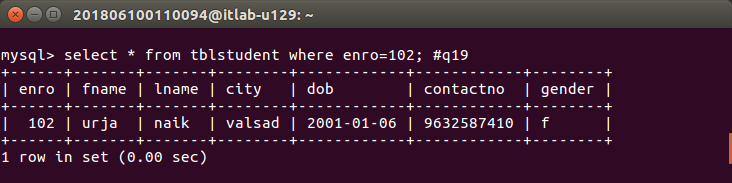 201806100110094@itlab-u129: ~
mysql> select * from tblstudent where enro=102; #q19
+------+-------+-------+--------+------------+------------+--------+
| enro | fname | lname | city   | dob        | contactno  | gender |
+------+-------+-------+--------+------------+------------+--------+
|  102 | urja  | naik  | valsad | 2001-01-06 | 9632587410 | f      |
+------+-------+-------+--------+------------+------------+--------+
1 row in set (0.00 sec)